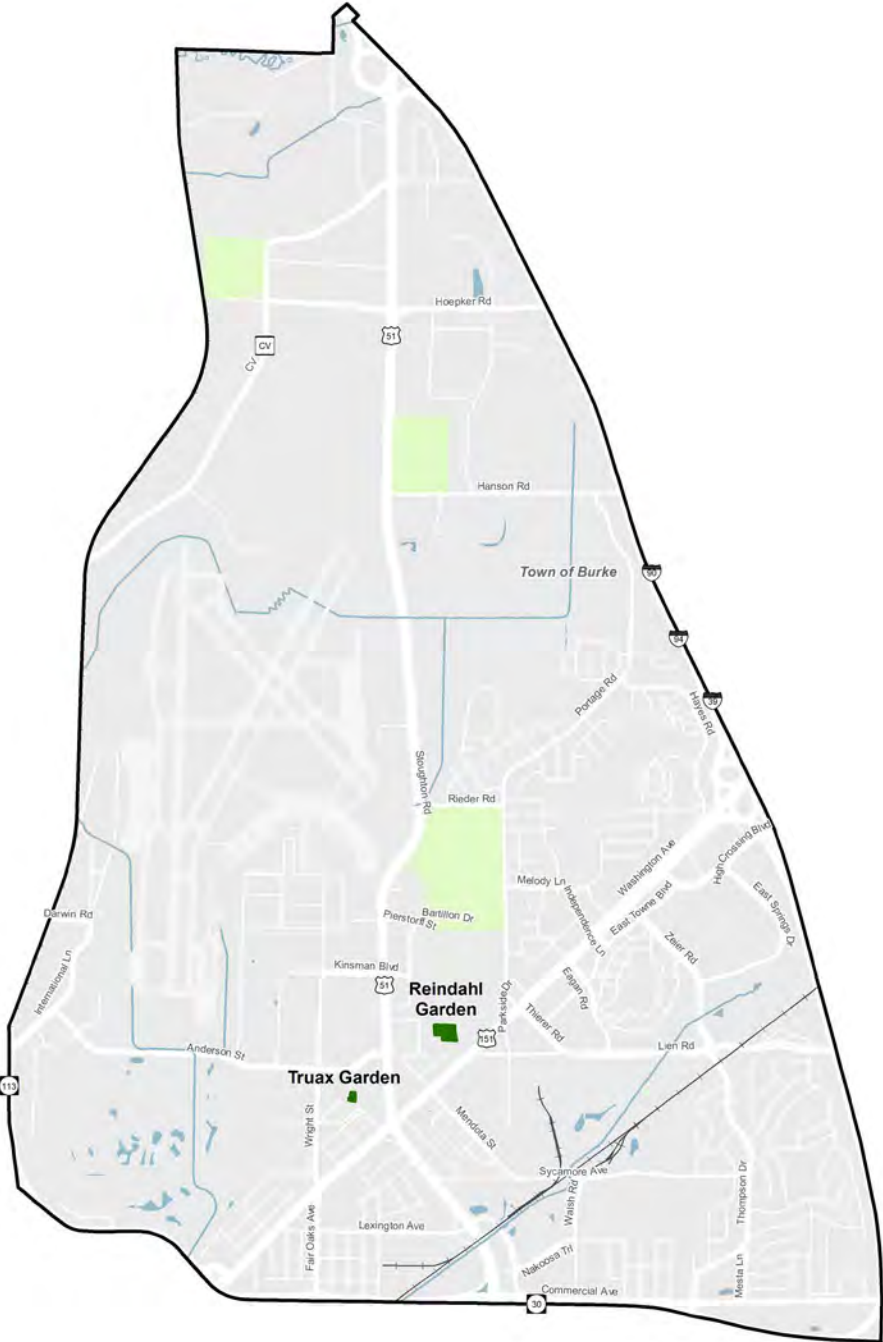 Hoepker Rd
51
CV
CV
Hanson Rd
Town of Burke
90
94
39
Portage Rd
Hayes Rd
Stoughton Rd
Rieder Rd
High Crossing Blvd
Washington Ave
East Towne Blvd
Melody Ln
Independence Ln
East Springs Dr
Bartillon Dr
Pierstorff St
Darwin Rd
Zeier Rd
International Ln
Kinsman Blvd
Eagan Rd
51
Reindahl
Garden
Parkside Dr
Thierer Rd
151
Lien Rd
Anderson St
Truax Garden
113
Wright St
Mendota St
Sycamore Ave
Walsh Rd
Thompson Dr
Fair Oaks Ave
Lexington Ave
Nakoosa Trl
Mesta Ln
Commercial Ave
30